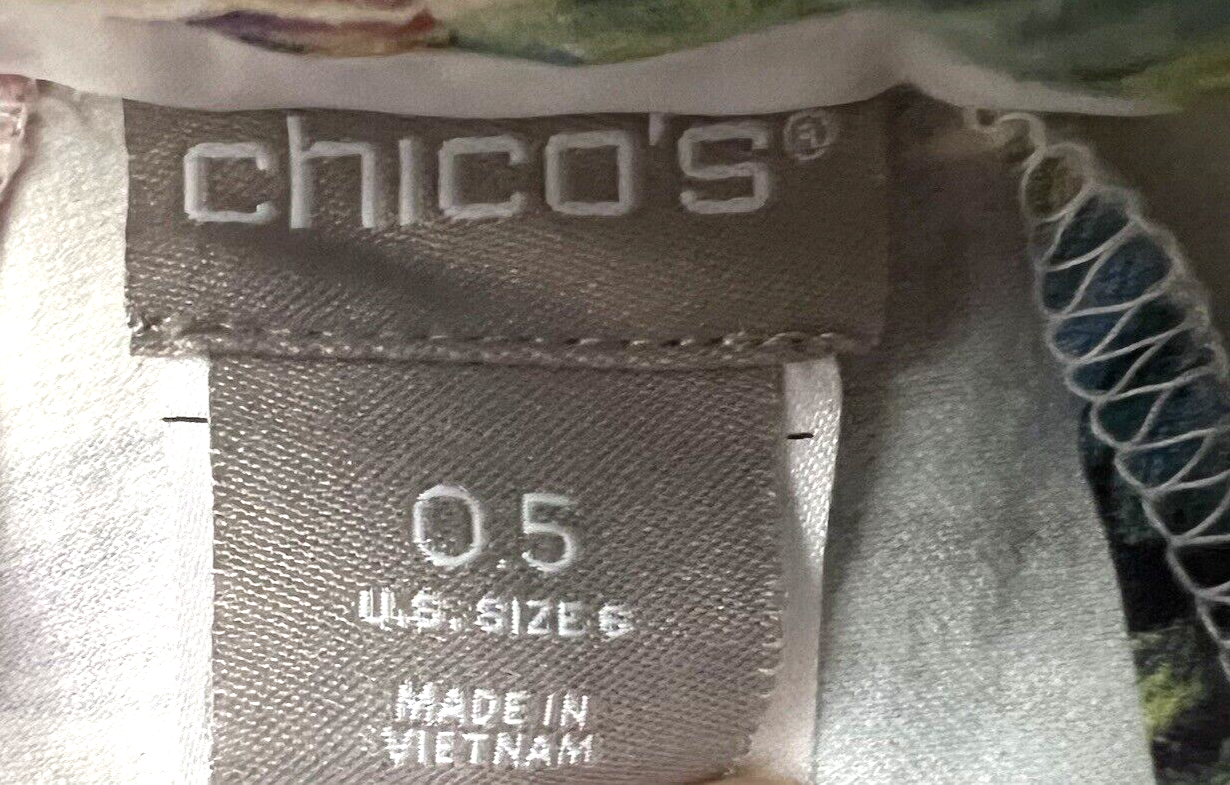 chico's®
0.5
U.S. SIZE 6
MADE IN
VIETNAM